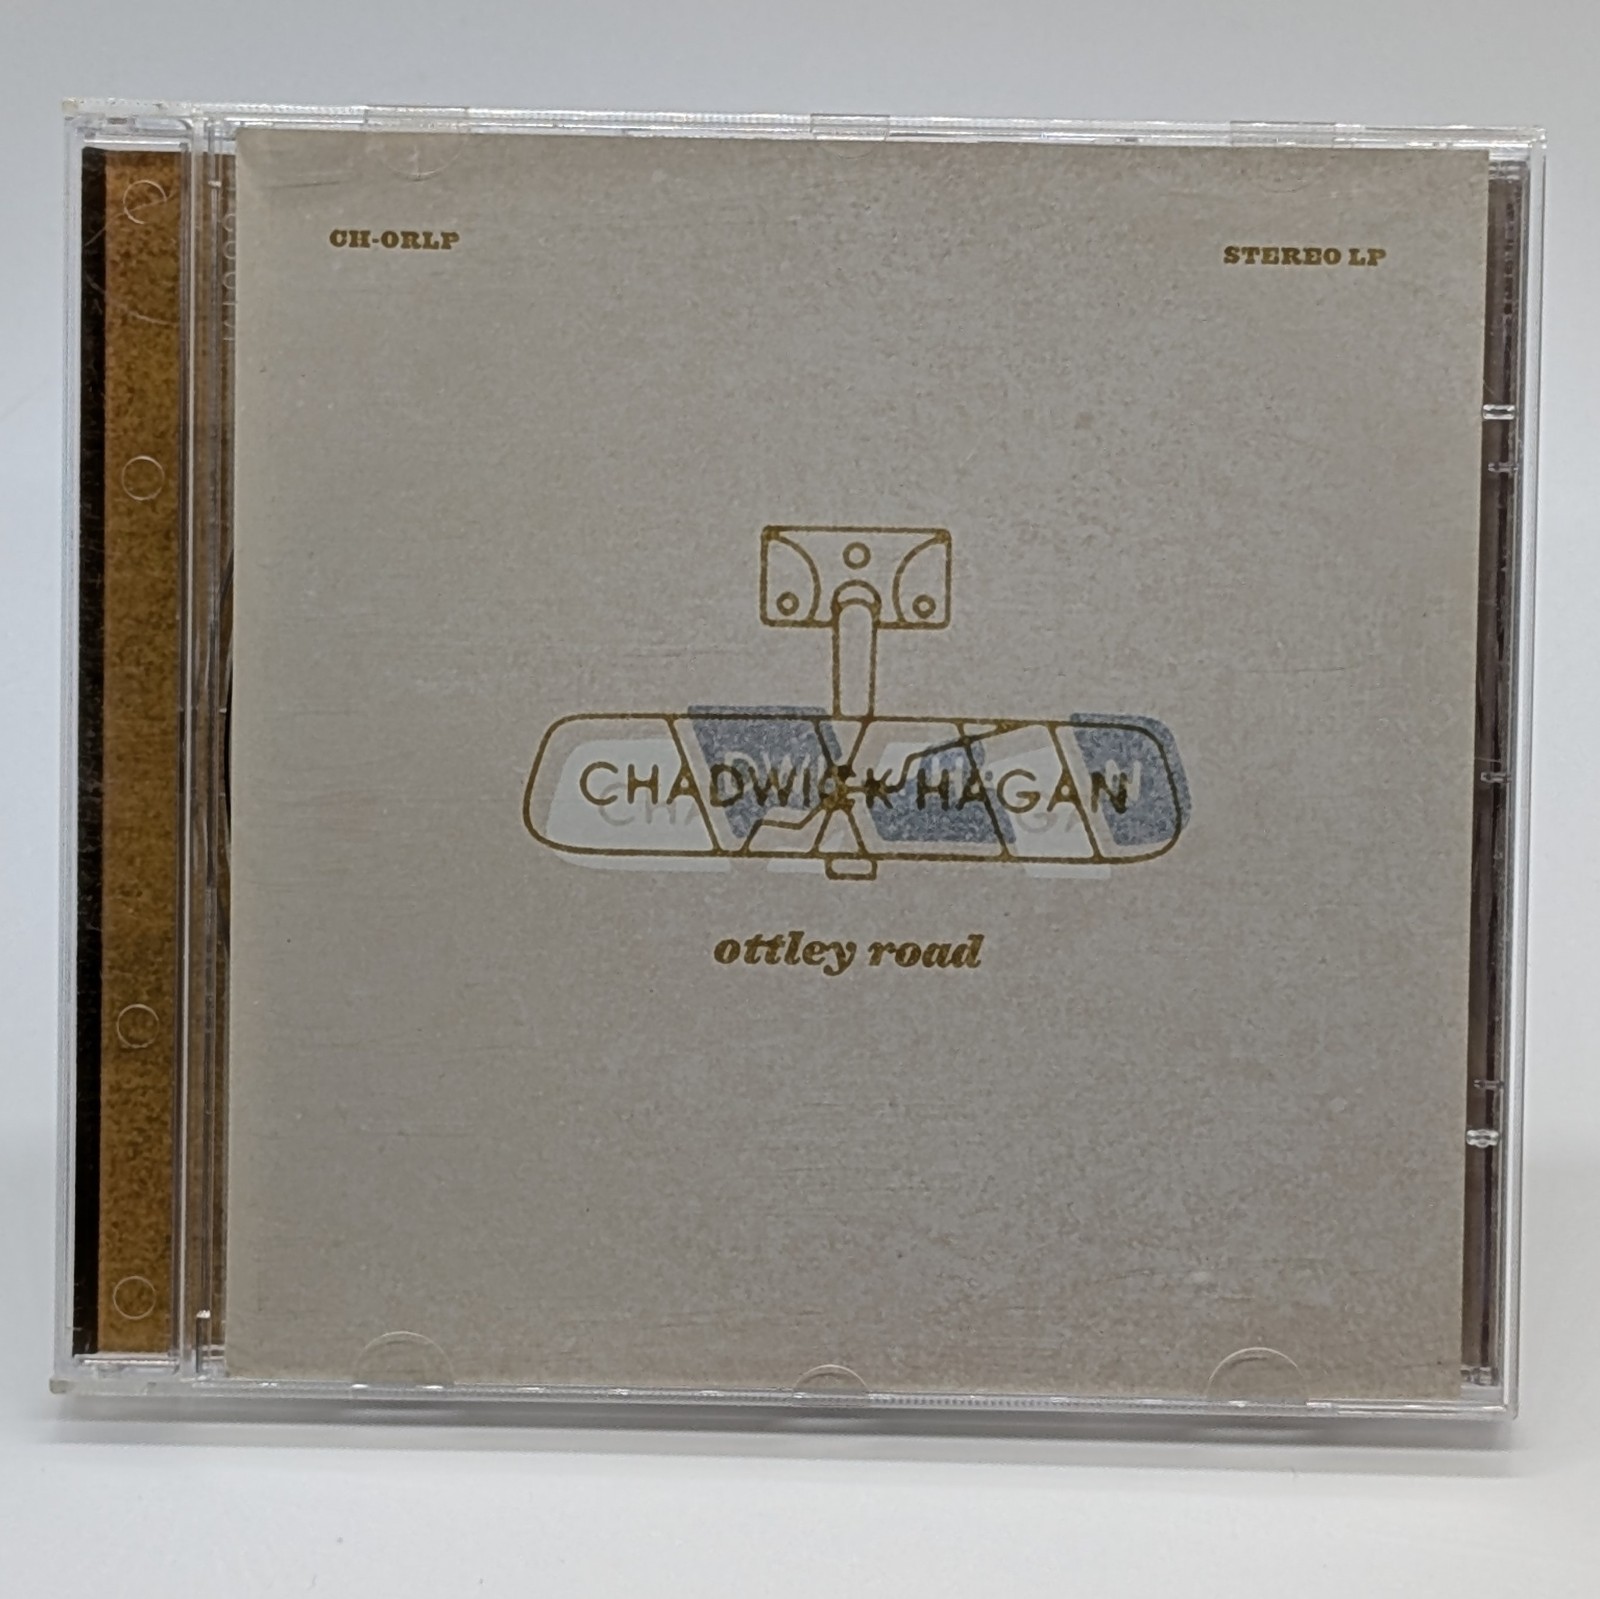 CH-ORLP
STEREO LP
CHADWICK HAGAN
ottley road